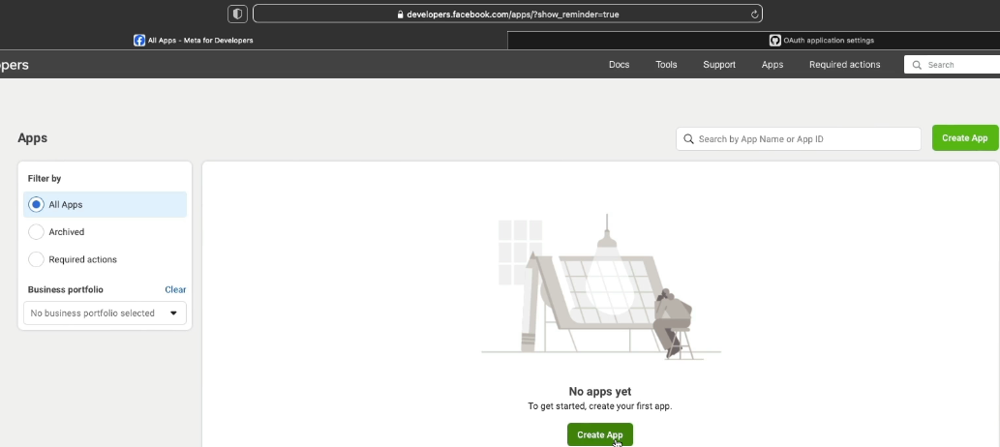 developers.facebook.com/apps/?show_reminder=true
All Apps - Meta for Developers
OAuth application settings
opers
Docs
Tools
Support
Apps
Required actions
Search
Apps
Search by App Name or App ID
Create App
Filter by
All Apps
Archived
Required actions
Business portfolio
Clear
No business portfolio selected
No apps yet
To get started, create your first app.
Create App